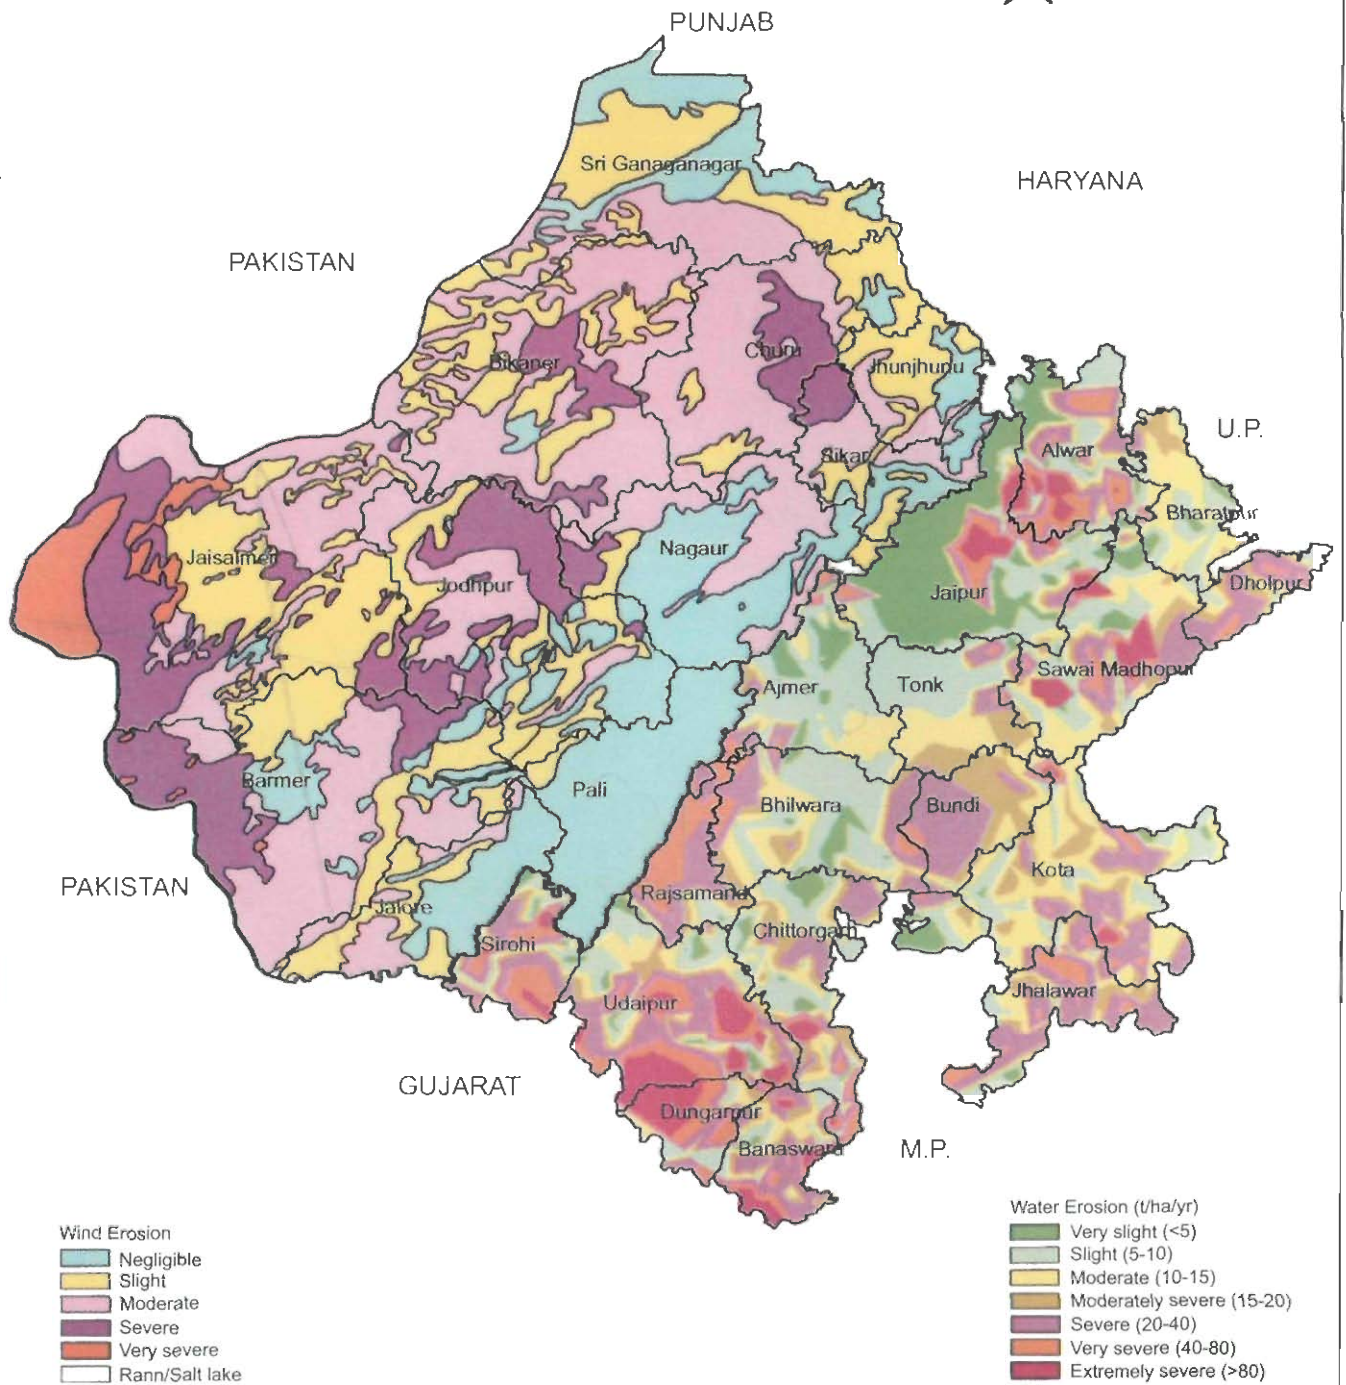 PUNJAB
Sri Ganaganagar
HARYANA
PAKISTAN
Churu
Bikaner
Jhunjhunu
U.P.
Alwar
Sikar
Bharatpur
Nagaur
Jaisalmer
Jodhpur
Jaipur
Dholpur
Sawai Madhopur
Ajmer
Tonk
Barmer
Pali
Bhilwara
Bundi
Kota
PAKISTAN
Rajsamand
Jalore
Chittorgarh
Sirohi
Jhalawar
Udaipur
GUJARAT
Dungarpur
Banaswara
M.P.
Wind Erosion
Negligible
Slight
Moderate
Severe
Very severe
Rann/Salt lake
Water Erosion (t/ha/yr)
Very slight (<5)
Slight (5-10)
Moderate (10-15)
Moderately severe (15-20)
Severe (20-40)
Very severe (40-80)
Extremely severe (>80)